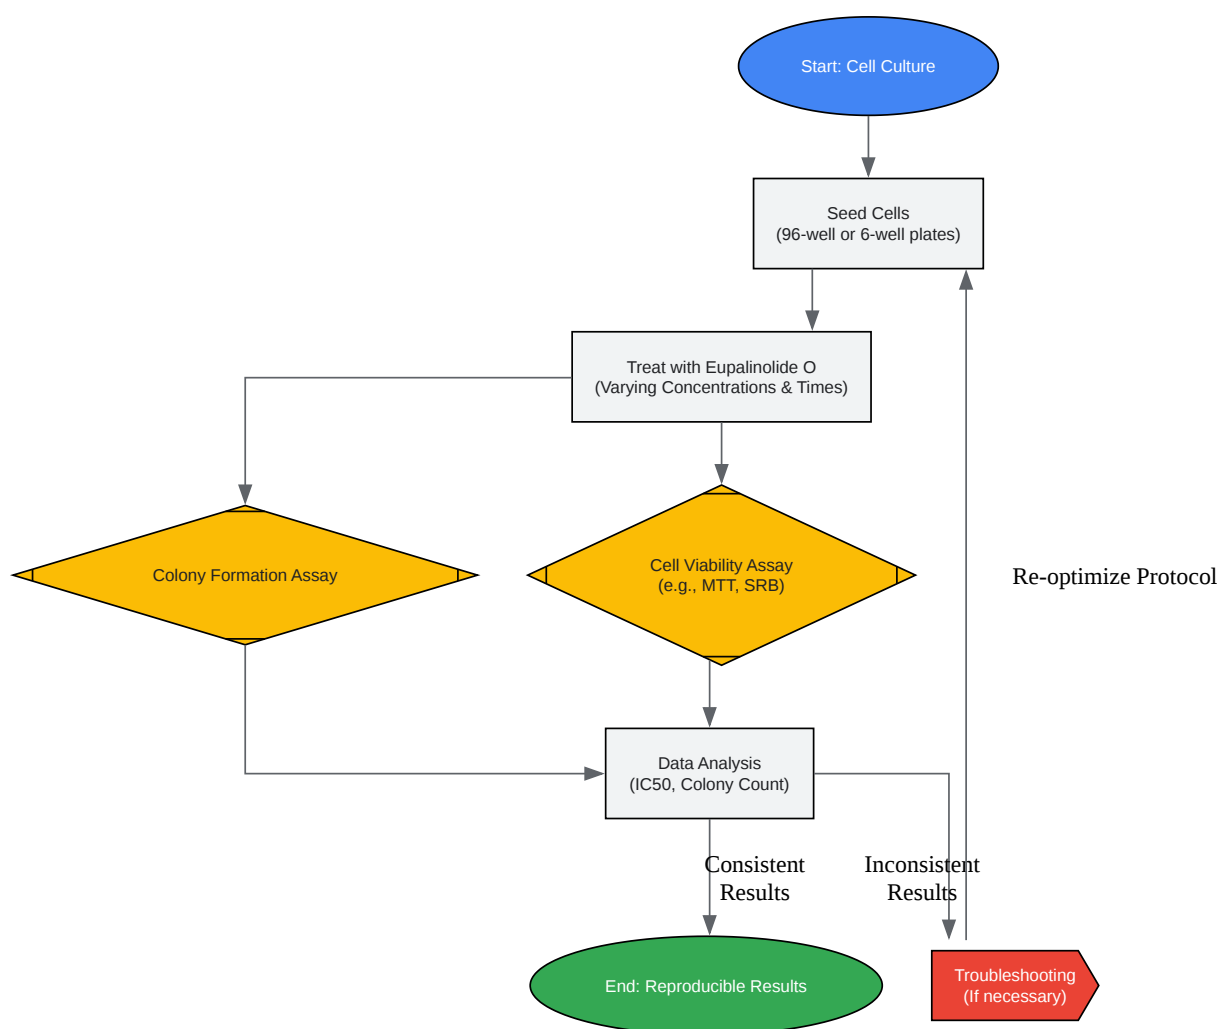 Start: Cell Culture
Seed Cells
(96-well or 6-well plates)
Treat with Eupalinolide O
(Varying Concentrations & Times)
Colony Formation Assay
Cell Viability Assay
(e.g., MTT, SRB)
Re-optimize Protocol
Data Analysis
(IC50, Colony Count)
Consistent
Results
Inconsistent
Results
End: Reproducible Results
Troubleshooting
(If necessary)